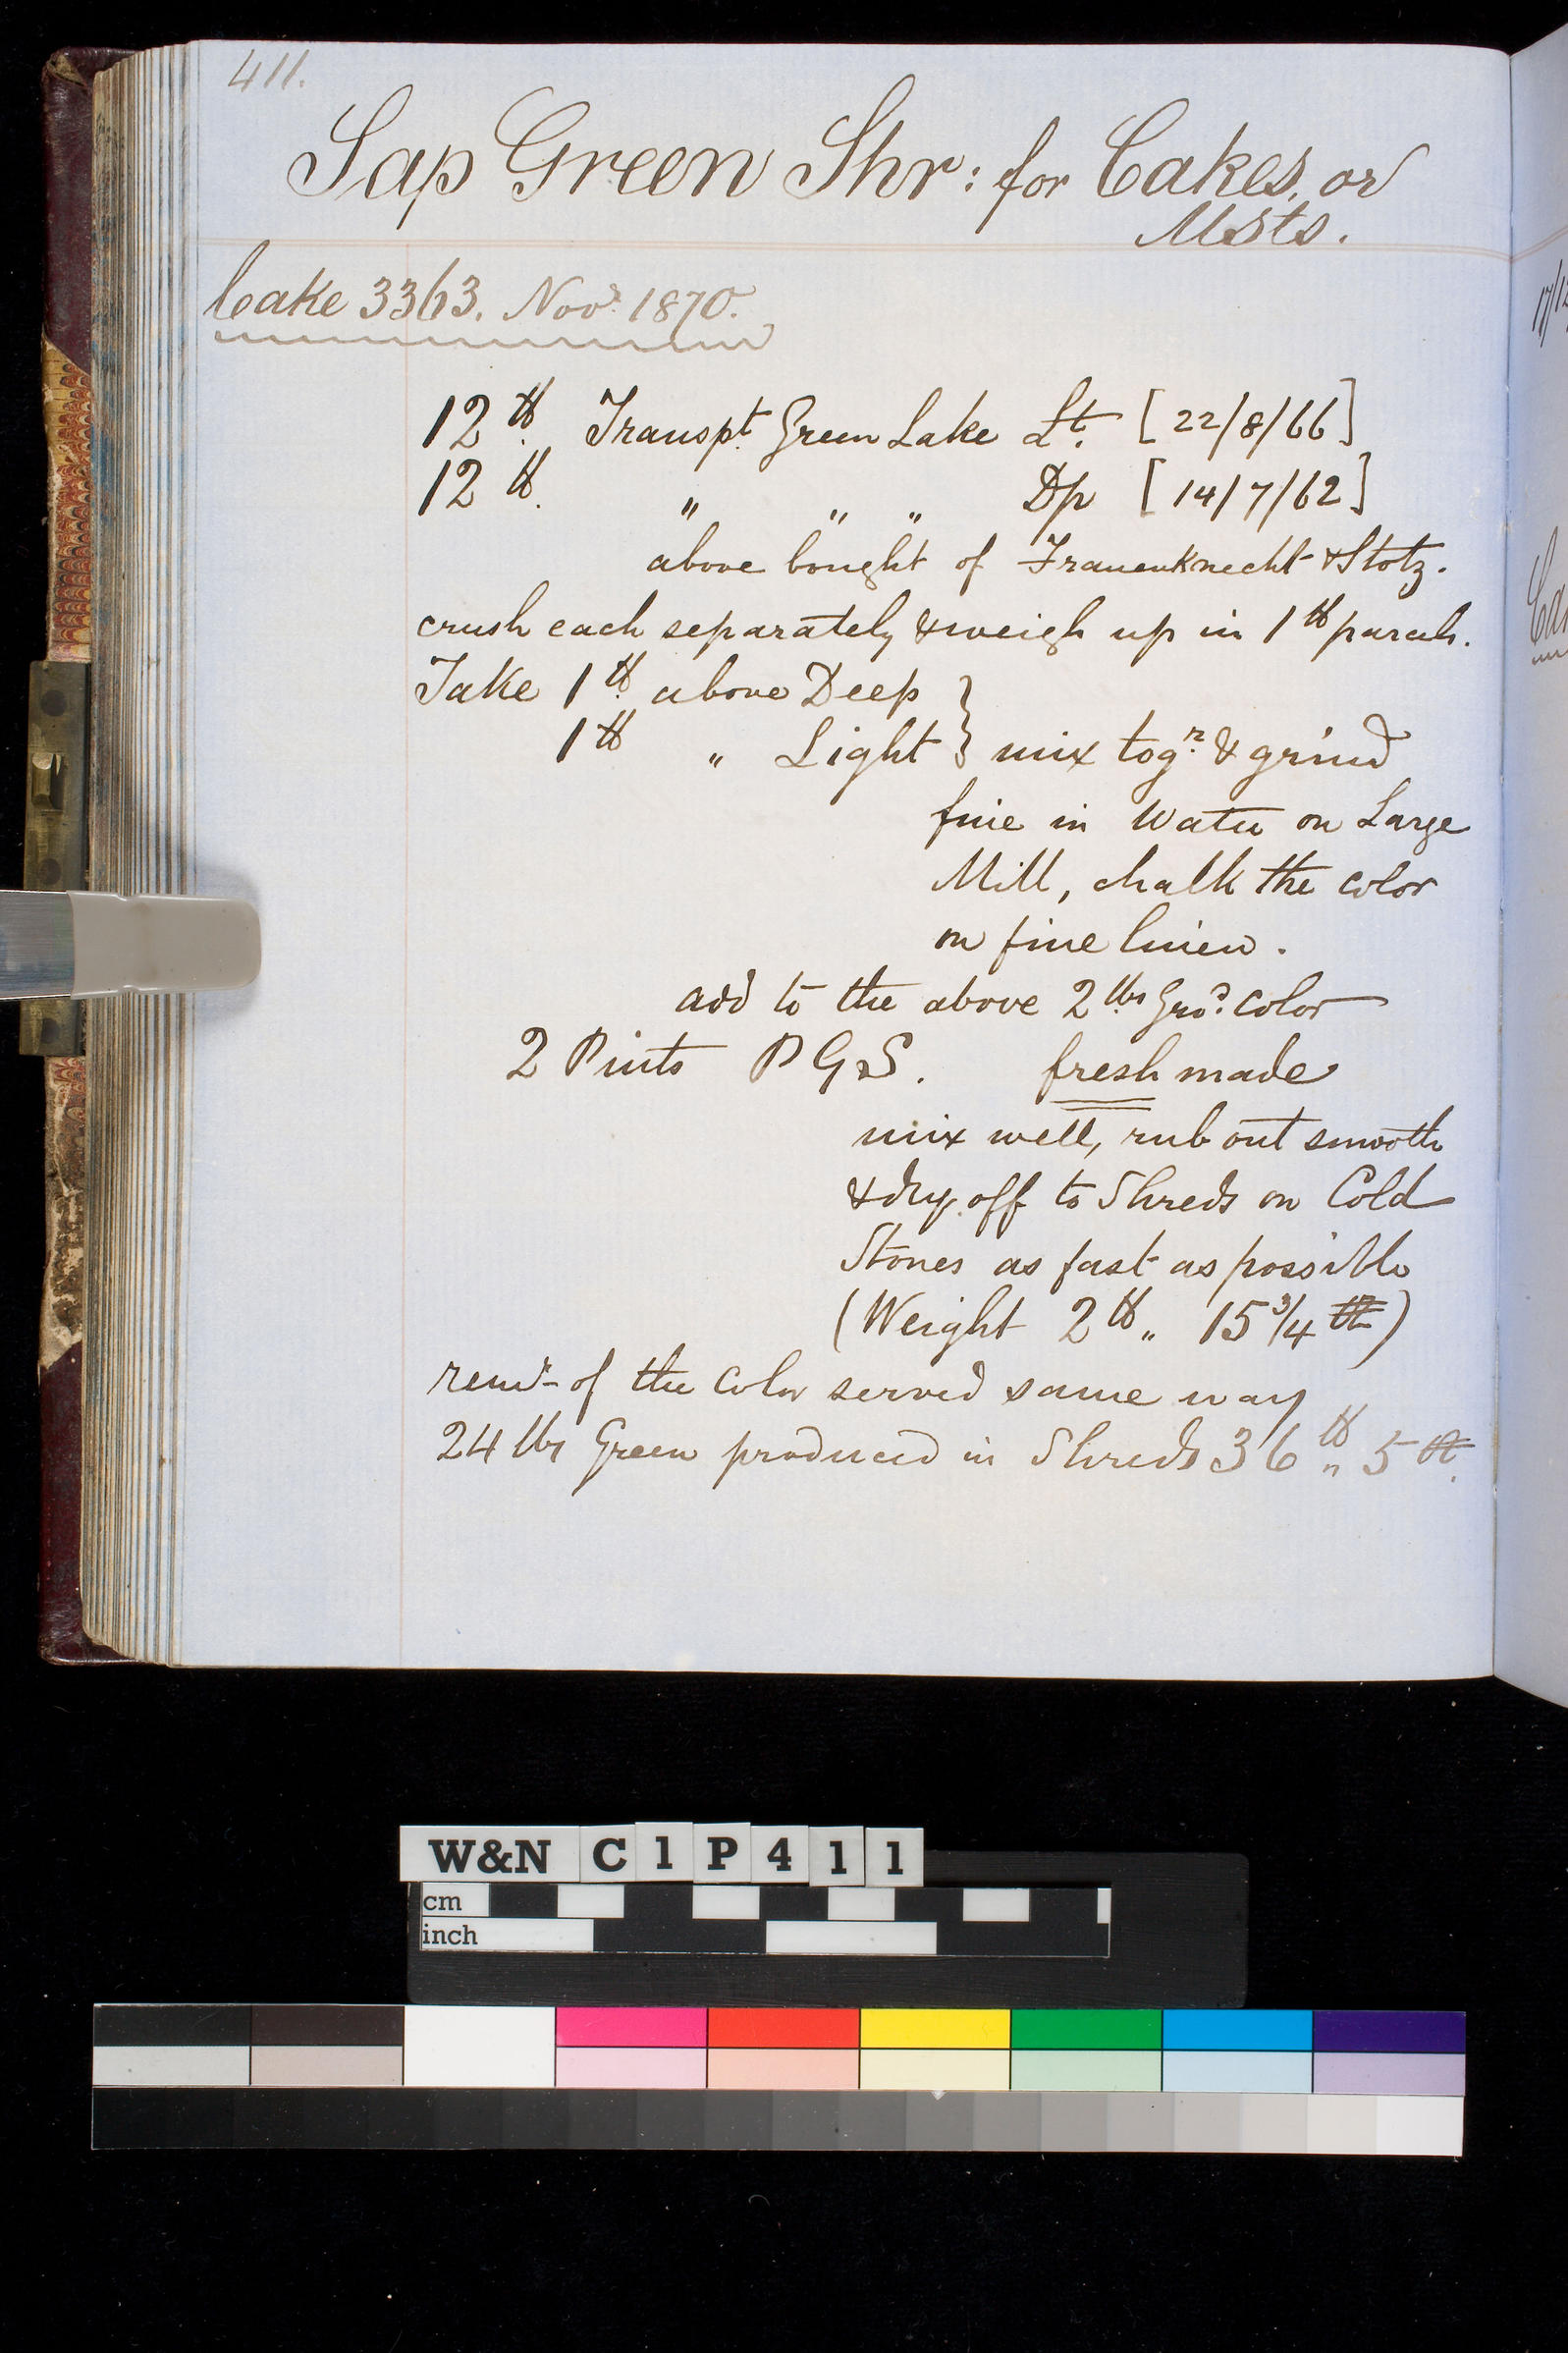 411.
Sap Green Shr: for Cakes, or
Msts.
Cake 3363. Novr. 1870.
12 lb. Transpt. Green Lake Lt. [22/8/66]
12 lb. " " " Dp [14/7/62]
above bought of Frauenknecht & Stotz.
crush each separately & weigh up in 1 lb parcels.
Take 1 lb above Deep
1 lb " Light } mix togr. & grind
fine in Water on Large
Mill, chalk the color
on fine linen.
add to the above 2 lbs Grod. color
2 Pints P G S. fresh made
mix well, rub out smooth
& dry off to Shreds on Cold
Stones as fast as possible
(Weight 2 lb " 15 3/4
remr of the color served same way
24 lbs Green produced in Shreds 36 lb " 5
17/12
Ca
W&N C1P411
cm
inch